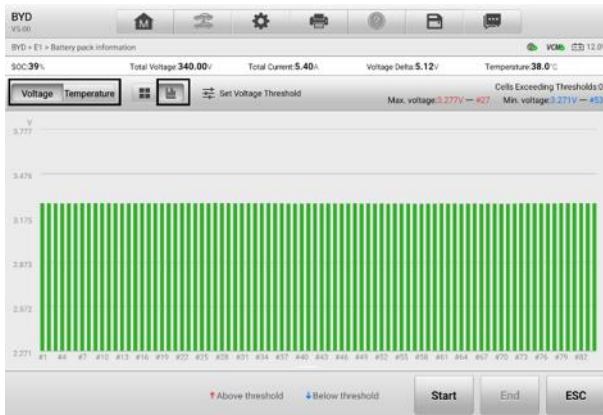 BYD
V5.00
BYD > E1 > Battery pack information
VCMS 12.0
SOC:39% Total Voltage:340.00V Total Current:5.40A Voltage Delta:5.12V Temperature:38.0°C
Voltage Temperature Set Voltage Threshold Cells Exceeding Thresholds:0
Max. voltage:3.277V — #27 Min. voltage:3.271V — #53
V
3.777
3.476
3.175
2.873
2.572
2.271
#1 #4 #7 #10 #13 #16 #19 #22 #25 #28 #31 #34 #37 #40 #43 #46 #49 #52 #55 #58 #61 #64 #67 #70 #73 #76 #79 #82
Above threshold Below threshold Start End ESC